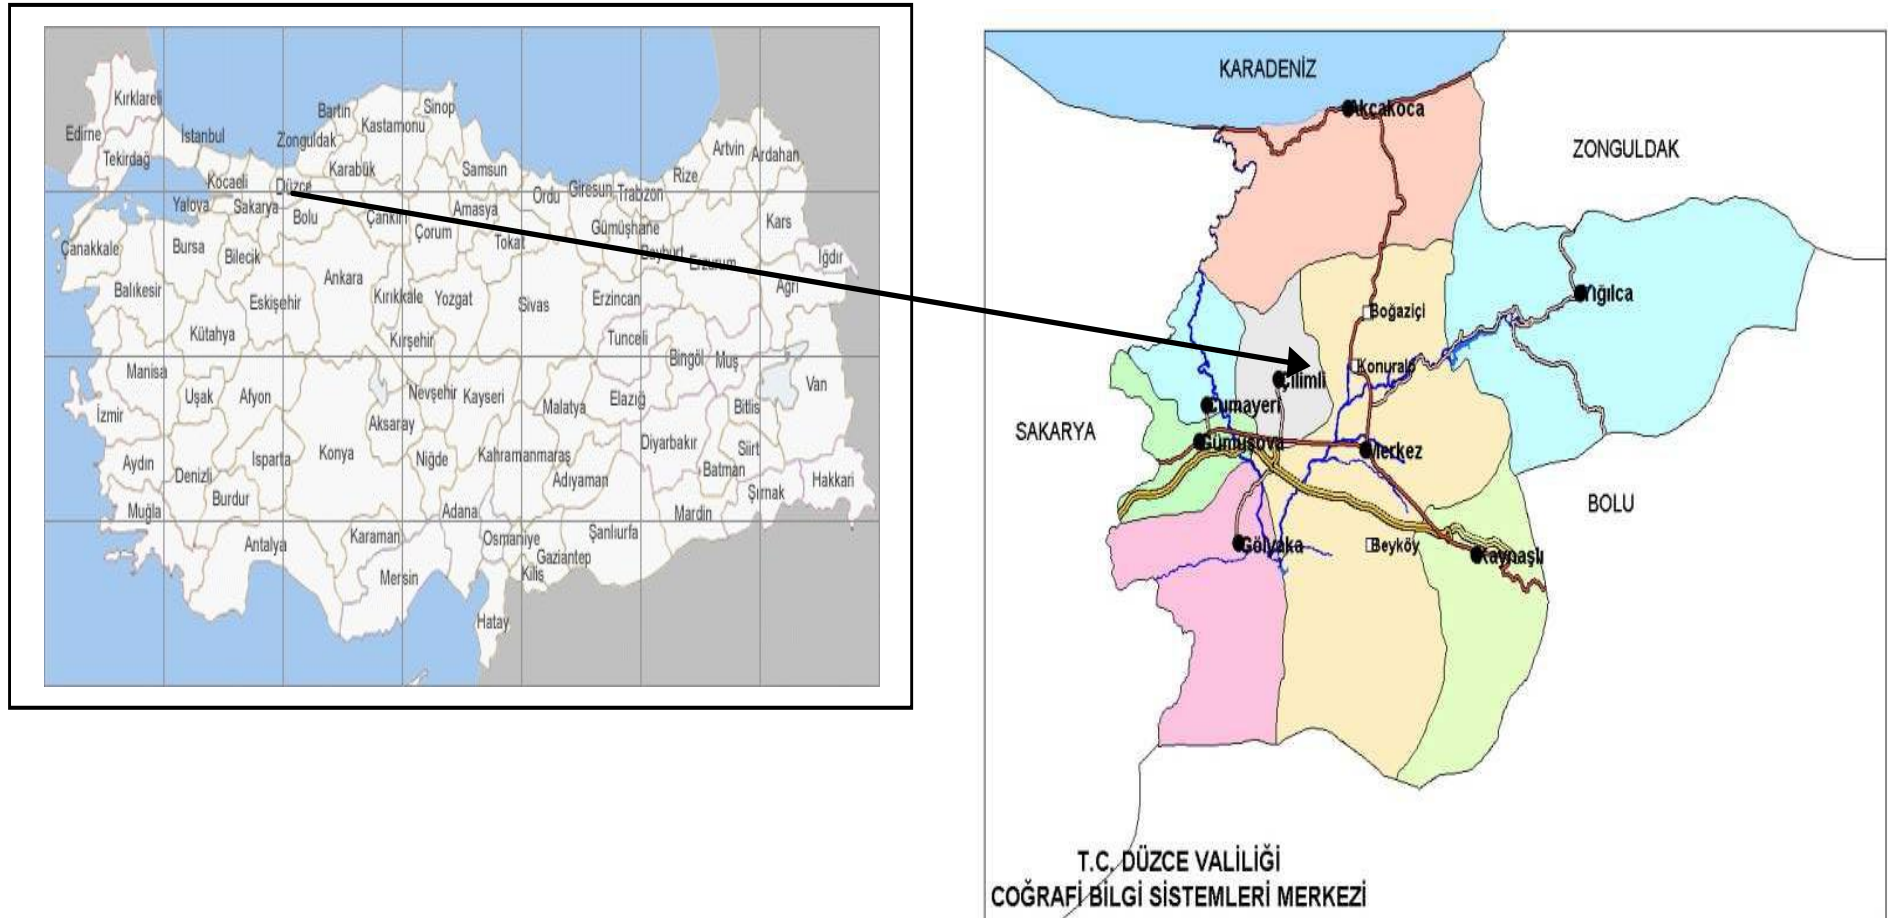 Kırklareli
Edirne
Tekirdağ
İstanbul
Kocaeli
Yalova
Sakarya
Düzce
Zonguldak
Bartın
Kastamonu
Sinop
Karabük
Samsun
Bolu
Çankırı
Çorum
Amasya
Tokat
Ordu
Giresun
Trabzon
Rize
Artvin
Ardahan
Gümüşhane
Bayburt
Erzurum
Kars
Iğdır
Ağrı
Çanakkale
Bursa
Bilecik
Balıkesir
Eskişehir
Ankara
Kırıkkale
Yozgat
Sivas
Erzincan
Tunceli
Bingöl
Muş
Kütahya
Kırşehir
Manisa
Uşak
Afyon
Nevşehir
Kayseri
Malatya
Elazığ
Bitlis
Van
İzmir
Aksaray
Konya
Isparta
Niğde
Kahramanmaraş
Diyarbakır
Siirt
Batman
Şırnak
Hakkari
Aydın
Denizli
Burdur
Adıyaman
Muğla
Antalya
Karaman
Adana
Osmaniye
Gaziantep
Şanlıurfa
Mardin
Kilis
Mersin
Hatay
KARADENİZ
Akçakoca
ZONGULDAK
Yığılca
Boğaziçi
Konuralp
Çilimli
Cumayeri
SAKARYA
Gümüşova
Merkez
BOLU
Gölyaka
Beyköy
Kaynaşlı
T.C. DÜZCE VALİLİĞİ
COĞRAFİ BİLGİ SİSTEMLERİ MERKEZİ